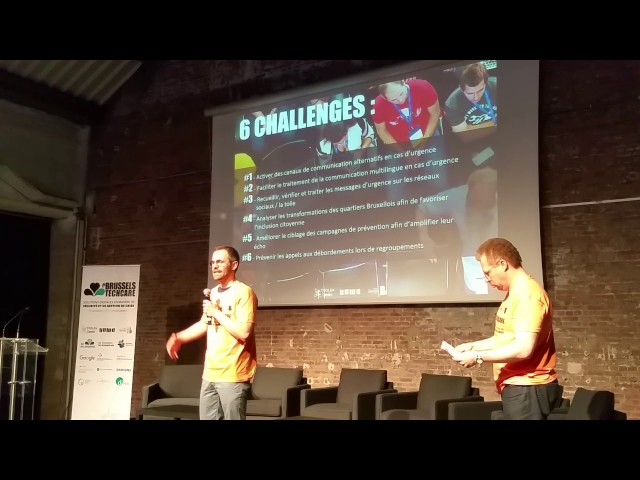 6 CHALLENGES :
#1 - Activer des canaux de communication alternatifs en cas d'urgence
#2 - Faciliter le traitement de la communication multilingue en cas d'urgence
#3 - Recueillir, vérifier et traiter les messages d'urgence sur les réseaux
sociaux / la toile
#4 - Analyser les transformations des quartiers Bruxellois afin de favoriser
l'inclusion citoyenne
#5 - Améliorer le ciblage des campagnes de prévention afin d'amplifier leur
écho
#6 - Prévenir les appels aux débordements lors de regroupements
#BRUSSELS
TECHCARE
Google
SAMSUNG